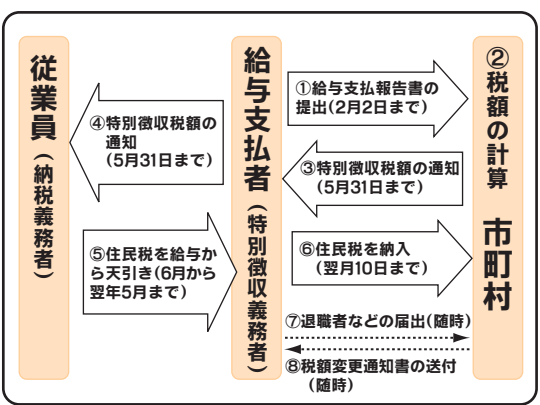 従業員（納税義務者）
給与支払者（特別徴収義務者）
②税額の計算 市町村
①給与支払報告書の
提出(2月2日まで)
③特別徴収税額の通知
(5月31日まで)
④特別徴収税額の
通知
(5月31日まで)
⑤住民税を給与か
ら天引き(6月から
翌年5月まで)
⑥住民税を納入
(翌月10日まで)
⑦退職者などの届出(随時)
⑧税額変更通知書の送付
(随時)